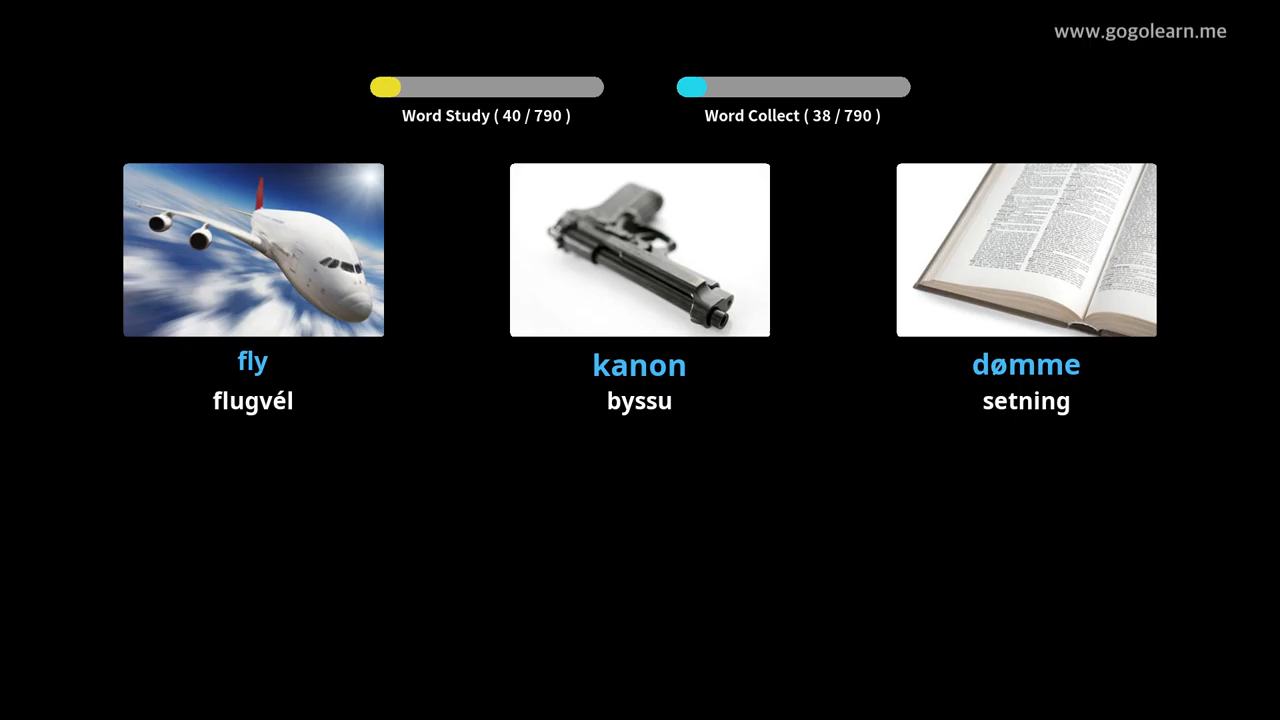 www.gogolearn.me
Word Study ( 40 / 790 )
Word Collect ( 38 / 790 )
fly
kanon
dømme
flugvél
byssu
setning